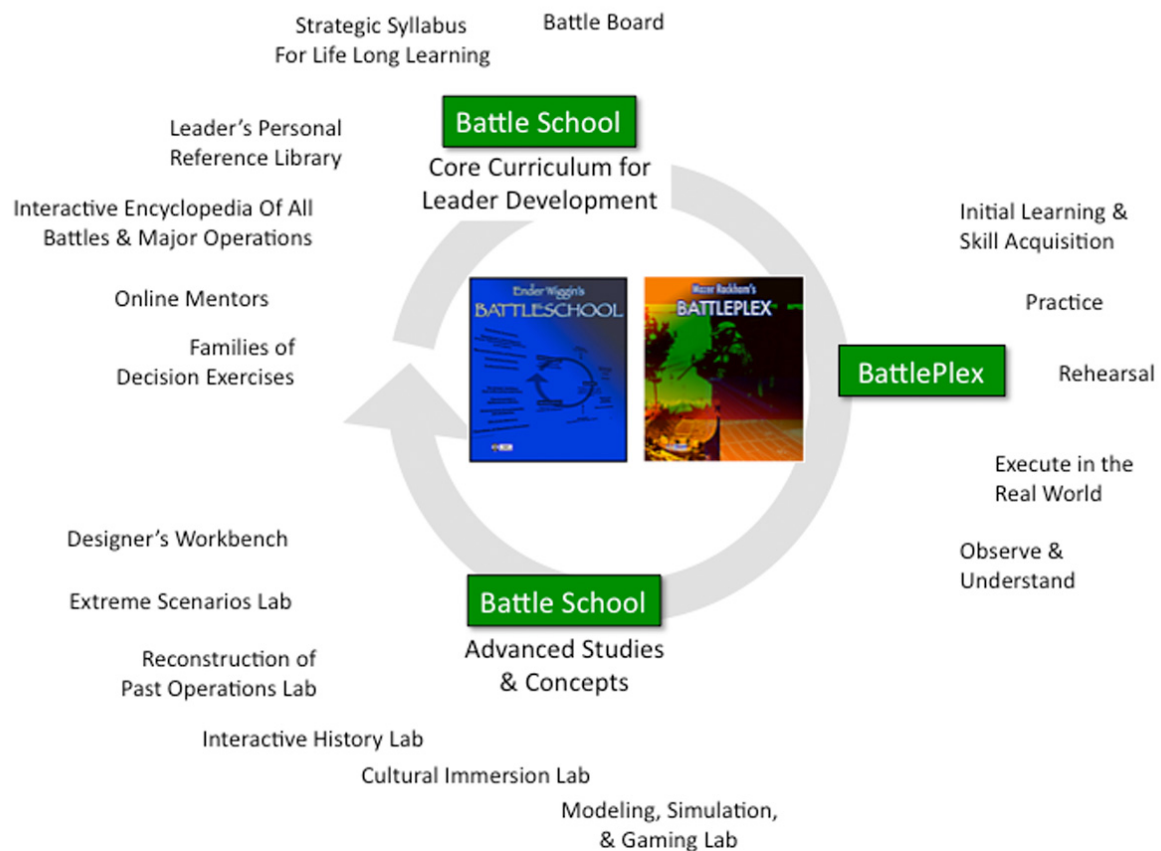 Strategic Syllabus
For Life Long Learning
Battle Board
Battle School
Core Curriculum for
Leader Development
Leader's Personal
Reference Library
Interactive Encyclopedia Of All
Battles & Major Operations
Online Mentors
Families of
Decision Exercises
Ender Wiggin's
BATTLESCHOOL
Mazer Rackham's
BATTLEPLEX
Initial Learning &
Skill Acquisition
Practice
BattlePlex
Rehearsal
Execute in the
Real World
Observe &
Understand
Designer's Workbench
Extreme Scenarios Lab
Reconstruction of
Past Operations Lab
Battle School
Advanced Studies
& Concepts
Interactive History Lab
Cultural Immersion Lab
Modeling, Simulation,
& Gaming Lab